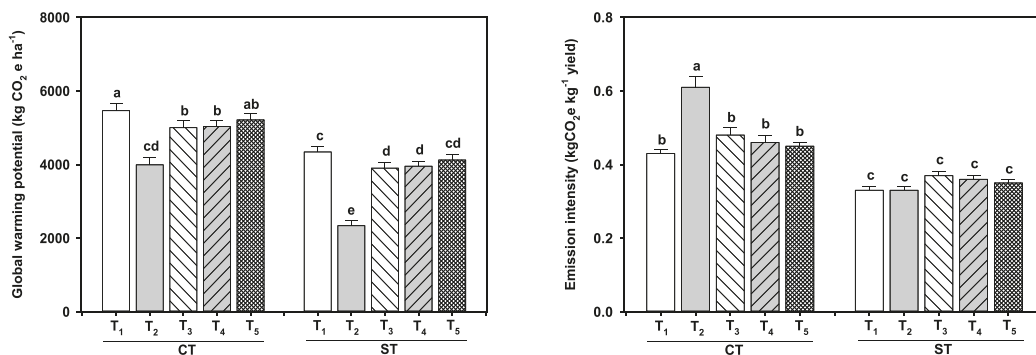 Global warming potential (kg CO₂ e ha⁻¹)
8000
6000
4000
2000
0
a
cd
b
b
ab
c
e
d
d
cd
T₁ T₂ T₃ T₄ T₅ T₁ T₂ T₃ T₄ T₅
CT ST
Emission intensity (kgCO₂e kg⁻¹ yield)
0.8
0.6
0.4
0.2
0.0
b
a
b
b
b
c
c
c
c
c
T₁ T₂ T₃ T₄ T₅ T₁ T₂ T₃ T₄ T₅
CT ST